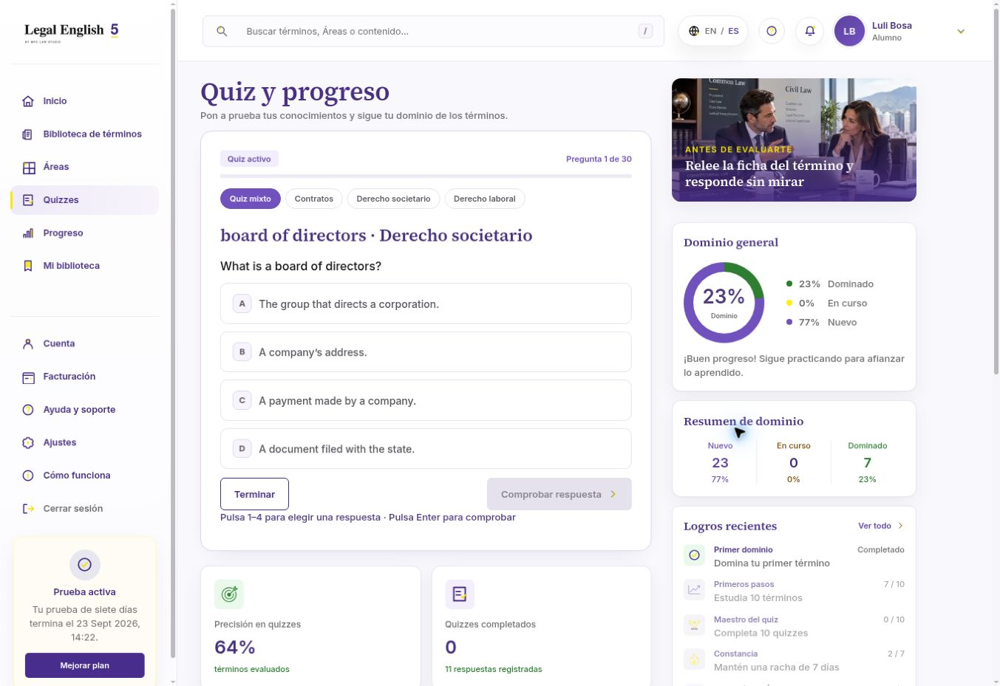 Legal English 5
BY MPC LAW STUDIO
Inicio
Biblioteca de términos
Áreas
Quizzes
Progreso
Mi biblioteca
Cuenta
Facturación
Ayuda y soporte
Ajustes
Cómo funciona
Cerrar sesión
Prueba activa
Tu prueba de siete días
termina el 23 Sept 2026,
14:22.
Mejorar plan
Buscar términos, Áreas o contenido...
/
EN / ES
LB
Luli Bosa
Alumno
Quiz y progreso
Pon a prueba tus conocimientos y sigue tu dominio de los términos.
Quiz activo
Pregunta 1 de 30
Quiz mixto
Contratos
Derecho societario
Derecho laboral
board of directors · Derecho societario
What is a board of directors?
A The group that directs a corporation.
B A company's address.
C A payment made by a company.
D A document filed with the state.
Terminar
Comprobar respuesta
Pulsa 1–4 para elegir una respuesta · Pulsa Enter para comprobar
Precisión en quizzes
64%
términos evaluados
Quizzes completados
0
11 respuestas registradas
Common Law
Civil Law
ANTES DE EVALUARTE
Relee la ficha del término y
responde sin mirar
Dominio general
23%
Dominio
23% Dominado
0% En curso
77% Nuevo
¡Buen progreso! Sigue practicando para afianzar
lo aprendido.
Resumen de dominio
Nuevo
23
77%
En curso
0
0%
Dominado
7
23%
Logros recientes
Ver todo
Primer dominio
Completado
Domina tu primer término
Primeros pasos
7 / 10
Estudia 10 términos
Maestro del quiz
0 / 10
Completa 10 quizzes
Constancia
2 / 7
Mantén una racha de 7 días